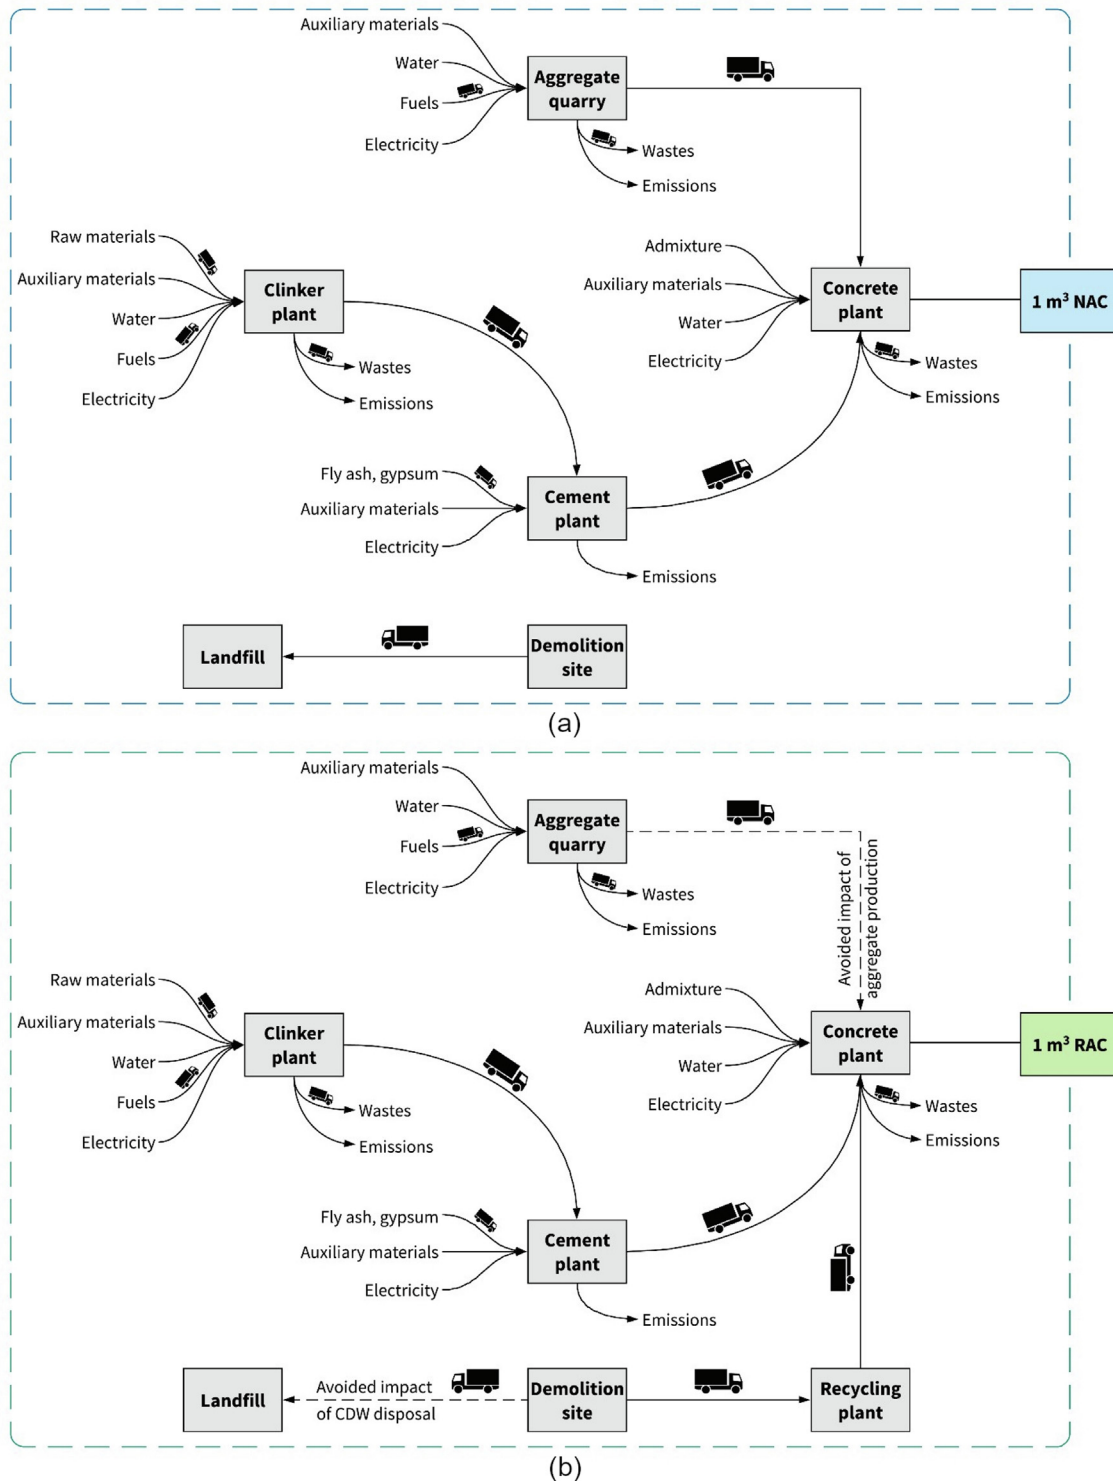 Auxiliary materials
Water
Fuels
Electricity
Aggregate
quarry
Wastes
Emissions
Raw materials
Auxiliary materials
Water
Fuels
Electricity
Clinker
plant
Wastes
Emissions
Admixture
Auxiliary materials
Water
Electricity
Concrete
plant
1 m³ NAC
Wastes
Emissions
Fly ash, gypsum
Auxiliary materials
Electricity
Cement
plant
Emissions
Landfill
Demolition
site
(a)
Auxiliary materials
Water
Fuels
Electricity
Aggregate
quarry
Wastes
Emissions
Avoided impact of
aggregate production
Raw materials
Auxiliary materials
Water
Fuels
Electricity
Clinker
plant
Wastes
Emissions
Admixture
Auxiliary materials
Water
Electricity
Concrete
plant
1 m³ RAC
Wastes
Emissions
Fly ash, gypsum
Auxiliary materials
Electricity
Cement
plant
Emissions
Landfill
Avoided impact
of CDW disposal
Demolition
site
Recycling
plant
(b)